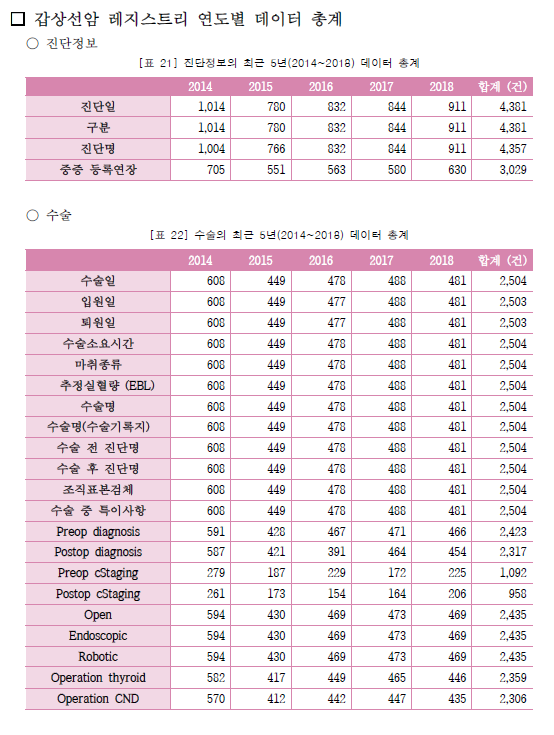 □ 갑상선암 레지스트리 연도별 데이터 총계
○ 진단정보
[표 21] 진단정보의 최근 5년(2014~2018) 데이터 총계
2014 2015 2016 2017 2018 합계 (건)
진단일 1,014 780 832 844 911 4,381
구분 1,014 780 832 844 911 4,381
진단명 1,004 766 832 844 911 4,357
중증 등록연장 705 551 563 580 630 3,029
○ 수술
[표 22] 수술의 최근 5년(2014~2018) 데이터 총계
2014 2015 2016 2017 2018 합계 (건)
수술일 608 449 478 488 481 2,504
입원일 608 449 477 488 481 2,503
퇴원일 608 449 477 488 481 2,503
수술소요시간 608 449 478 488 481 2,504
마취종류 608 449 478 488 481 2,504
추정실혈량 (EBL) 608 449 478 488 481 2,504
수술명 608 449 478 488 481 2,504
수술명(수술기록지) 608 449 478 488 481 2,504
수술 전 진단명 608 449 478 488 481 2,504
수술 후 진단명 608 449 478 488 481 2,504
조직표본검체 608 449 478 488 481 2,504
수술 중 특이사항 608 449 478 488 481 2,504
Preop diagnosis 591 428 467 471 466 2,423
Postop diagnosis 587 421 391 464 454 2,317
Preop cStaging 279 187 229 172 225 1,092
Postop cStaging 261 173 154 164 206 958
Open 594 430 469 473 469 2,435
Endoscopic 594 430 469 473 469 2,435
Robotic 594 430 469 473 469 2,435
Operation thyroid 582 417 449 465 446 2,359
Operation CND 570 412 442 447 435 2,306